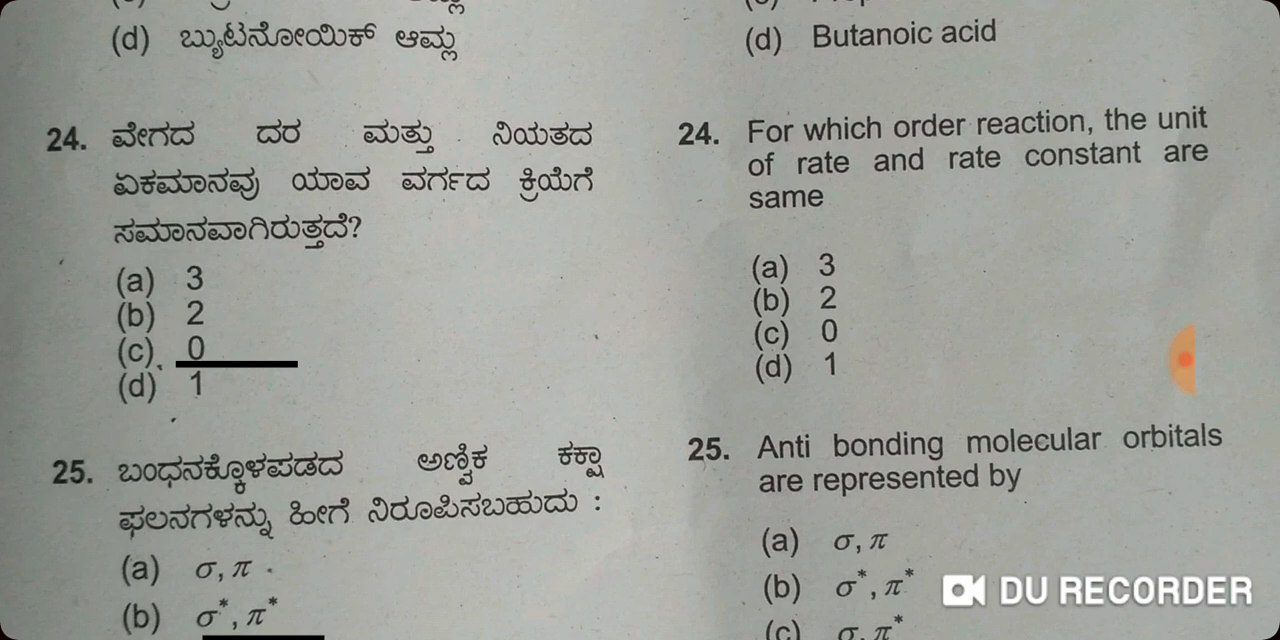 (d) ಬ್ಯುಟನೋಯಿಕ್ ಆಮ್ಲ
24. ವೇಗದ ದರ ಮತ್ತು ನಿಯತದ
ಏಕಮಾನವು ಯಾವ ವರ್ಗದ ಕ್ರಿಯೆಗೆ
ಸಮಾನವಾಗಿರುತ್ತದೆ?
(a) 3
(b) 2
(c) 0
(d) 1
25. ಬಂಧನಕ್ಕೊಳಪಡದ ಅಣ್ವಿಕ ಕಕ್ಷಾ
ಫಲನಗಳನ್ನು ಹೀಗೆ ನಿರೂಪಿಸಬಹುದು :
(a) σ, π
(b) σ*, π*
(d) Butanoic acid
24. For which order reaction, the unit
of rate and rate constant are
same
(a) 3
(b) 2
(c) 0
(d) 1
25. Anti bonding molecular orbitals
are represented by
(a) σ, π
(b) σ*, π*
(c) σ, π*
DU RECORDER